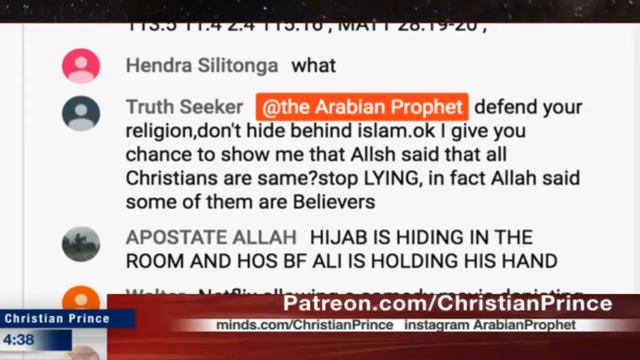 Hendra Silitonga what
Truth Seeker @the Arabian Prophet defend your
religion,don't hide behind islam.ok I give you
chance to show me that Allsh said that all
Christians are same?stop LYING, in fact Allah said
some of them are Believers
APOSTATE ALLAH HIJAB IS HIDING IN THE
ROOM AND HOS BF ALI IS HOLDING HIS HAND
Patreon.com/ChristianPrince
Christian Prince
minds.com/ChristianPrince instagram ArabianProphet
4:38